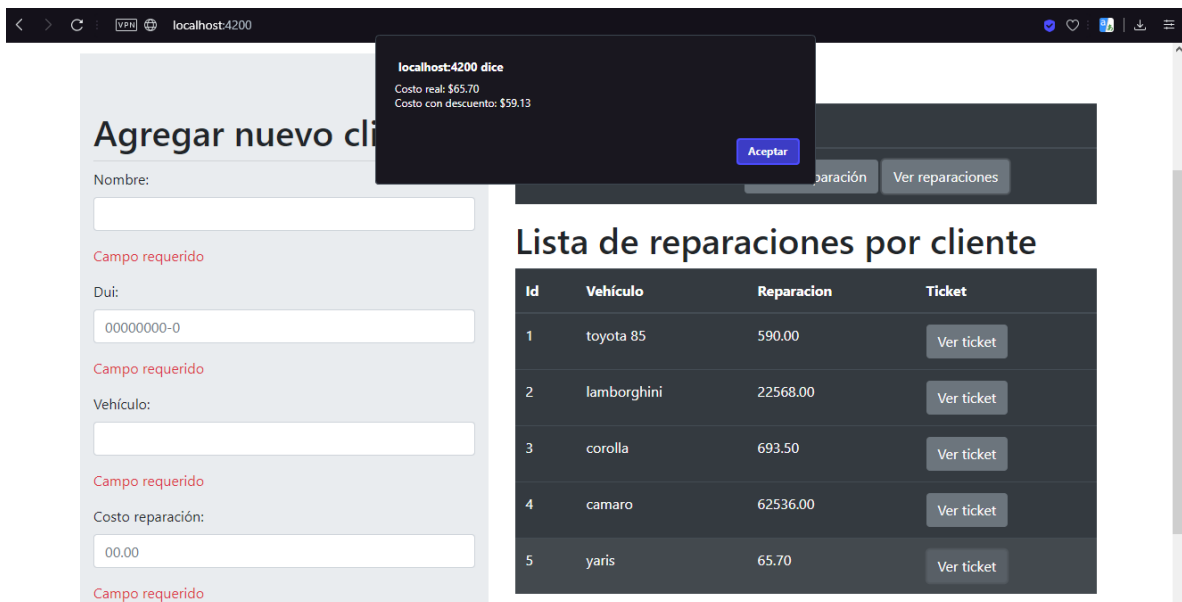 VPN localhost:4200
localhost:4200 dice
Costo real: $65.70
Costo con descuento: $59.13
Aceptar
Agregar nuevo cli
Nombre:
Campo requerido
Dui:
00000000-0
Campo requerido
Vehículo:
Campo requerido
Costo reparación:
00.00
Campo requerido
paración Ver reparaciones
Lista de reparaciones por cliente
Id Vehículo Reparacion Ticket
1 toyota 85 590.00 Ver ticket
2 lamborghini 22568.00 Ver ticket
3 corolla 693.50 Ver ticket
4 camaro 62536.00 Ver ticket
5 yaris 65.70 Ver ticket